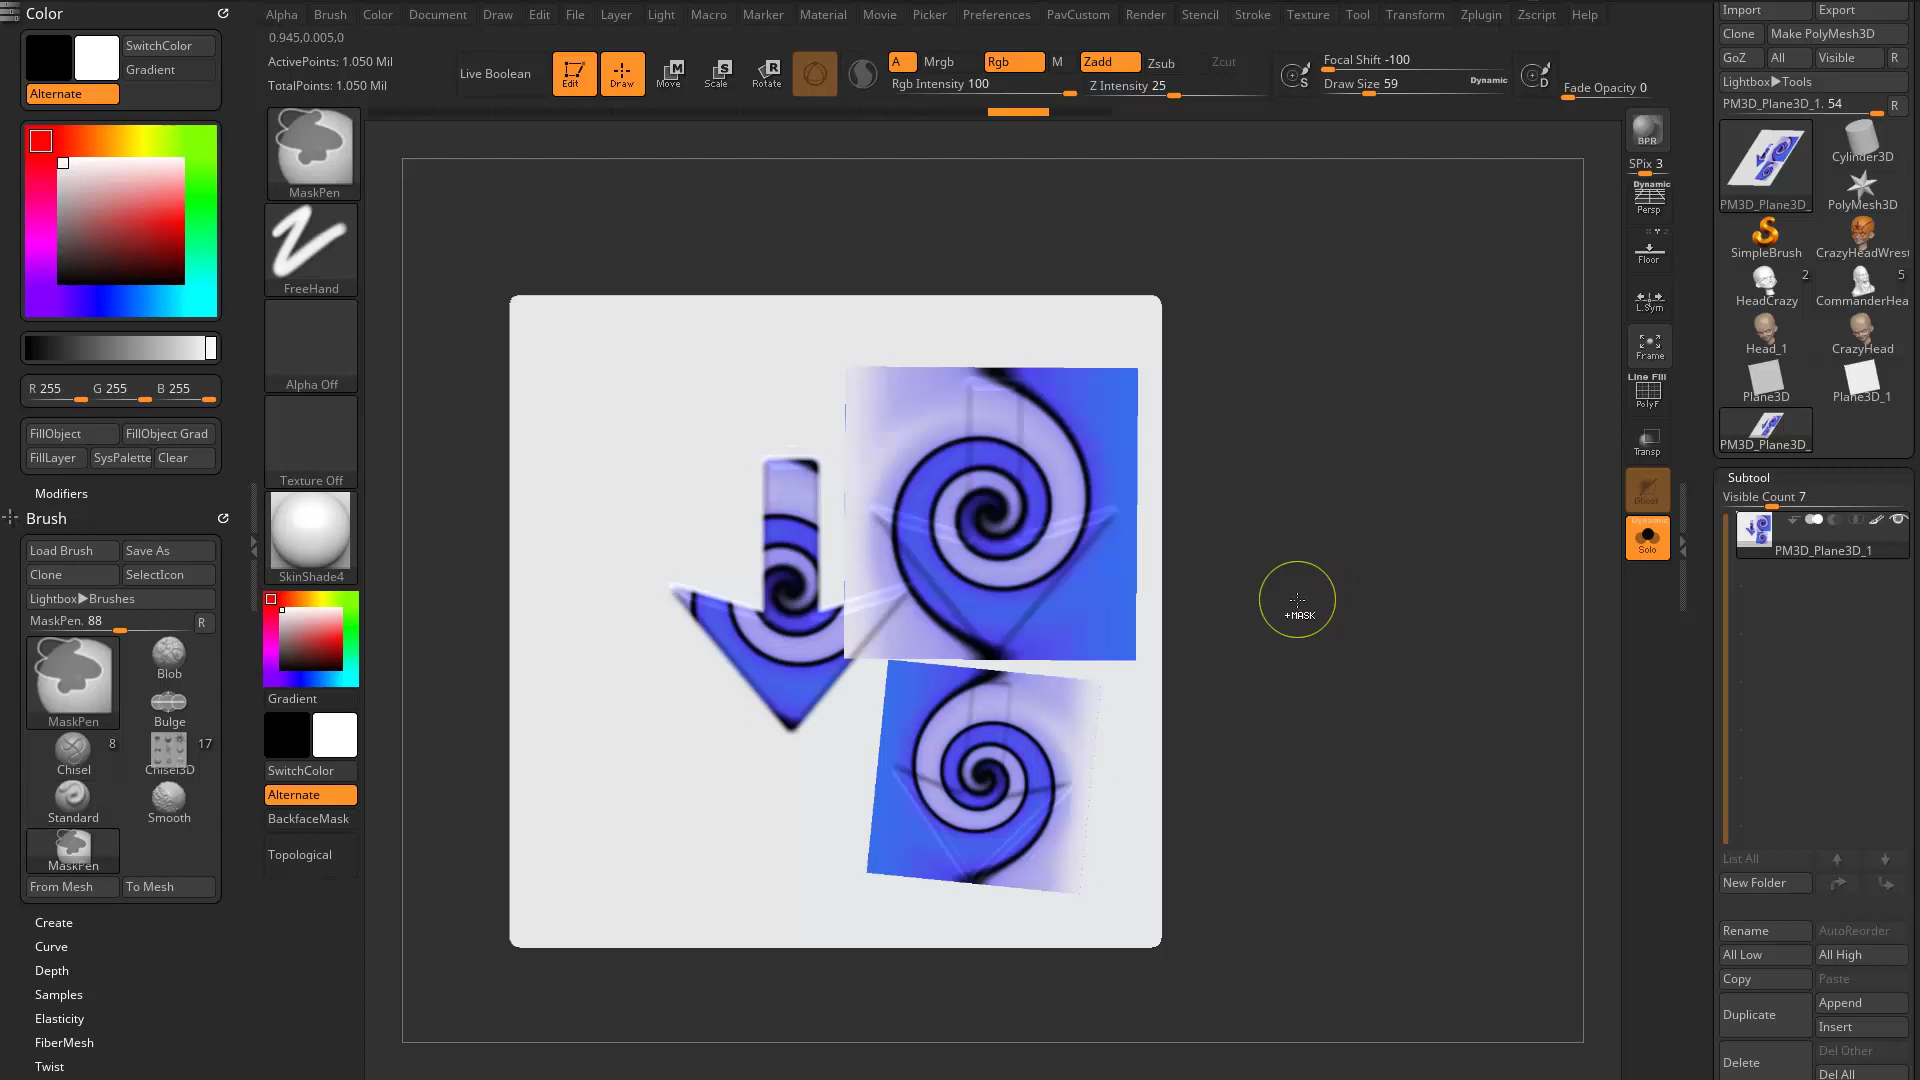 Color
SwitchColor
Gradient
Alternate
R 255 G 255 B 255
FillObject FillObject Grad
FillLayer SysPalette Clear
Modifiers
Brush
Load Brush Save As
Clone SelectIcon
Lightbox▶Brushes
MaskPen. 88 R
MaskPen Blob
Bulge
Chisel 8 Chisel3D 17
Standard Smooth
MaskPen
From Mesh To Mesh
Create
Curve
Depth
Samples
Elasticity
FiberMesh
Twist
Alpha Brush Color Document Draw Edit File Layer Light Macro Marker Material Movie Picker Preferences PavCustom Render Stencil Stroke Texture Tool Transform Zplugin Zscript Help
0.945,0.005,0
ActivePoints: 1.050 Mil
TotalPoints: 1.050 Mil
Live Boolean
Edit Draw Move Scale Rotate
A Mrgb Rgb M Zadd Zsub Zcut
Rgb Intensity 100 Z Intensity 25
Focal Shift -100
Draw Size 59 Dynamic
Fade Opacity 0
MaskPen
FreeHand
Alpha Off
Texture Off
SkinShade4
Gradient
SwitchColor
Alternate
BackfaceMask
Topological
+MASK
BPR
SPix 3
Dynamic
Persp
Floor
L.Sym
Frame
Line Fill
PolyF
Transp
Ghost
Dynamic
Solo
Import Export
Clone Make PolyMesh3D
GoZ All Visible R
Lightbox▶Tools
PM3D_Plane3D_1. 54 R
PM3D_Plane3D_ Cylinder3D
PolyMesh3D
SimpleBrush CrazyHeadWrest
HeadCrazy 2 CommanderHea 5
Head_1 CrazyHead
Plane3D Plane3D_1
PM3D_Plane3D_
Subtool
Visible Count 7
PM3D_Plane3D_1
List All
New Folder
Rename AutoReorder
All Low All High
Copy Paste
Duplicate Append
Insert
Delete Del Other
Del All